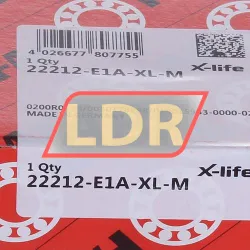 4 026677 807755
1 Qty
X-life
22212-E1A-XL-M
LDR
1 Qty
X-life
22212-E1A-XL-M